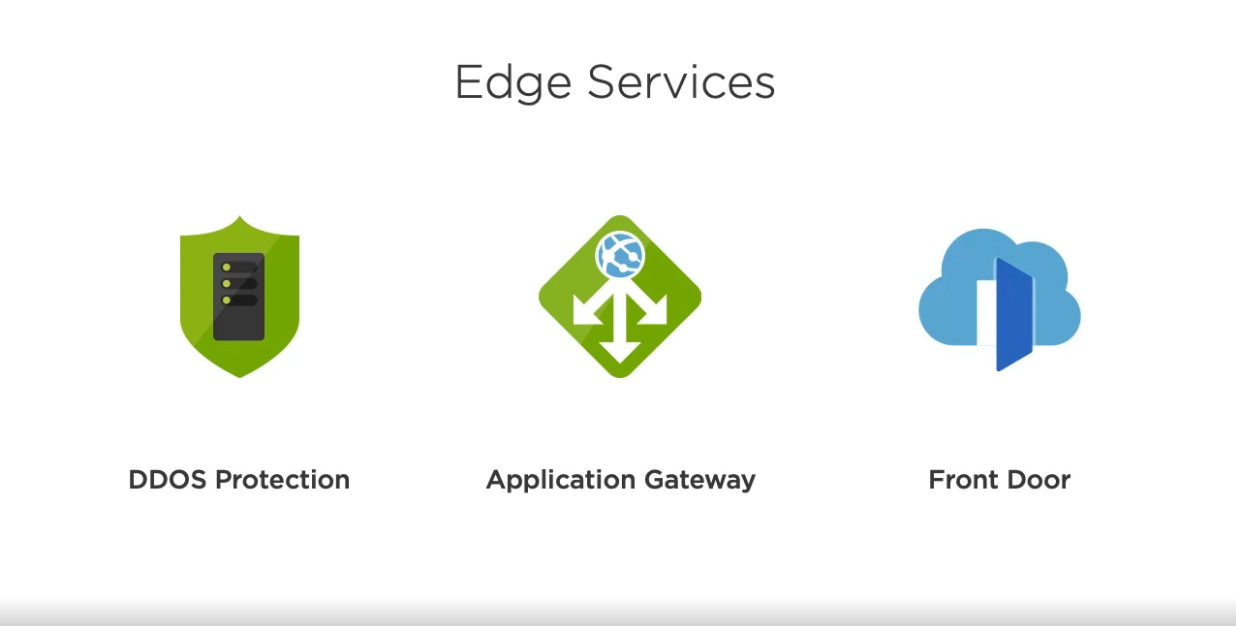 Edge Services
DDOS Protection
Application Gateway
Front Door